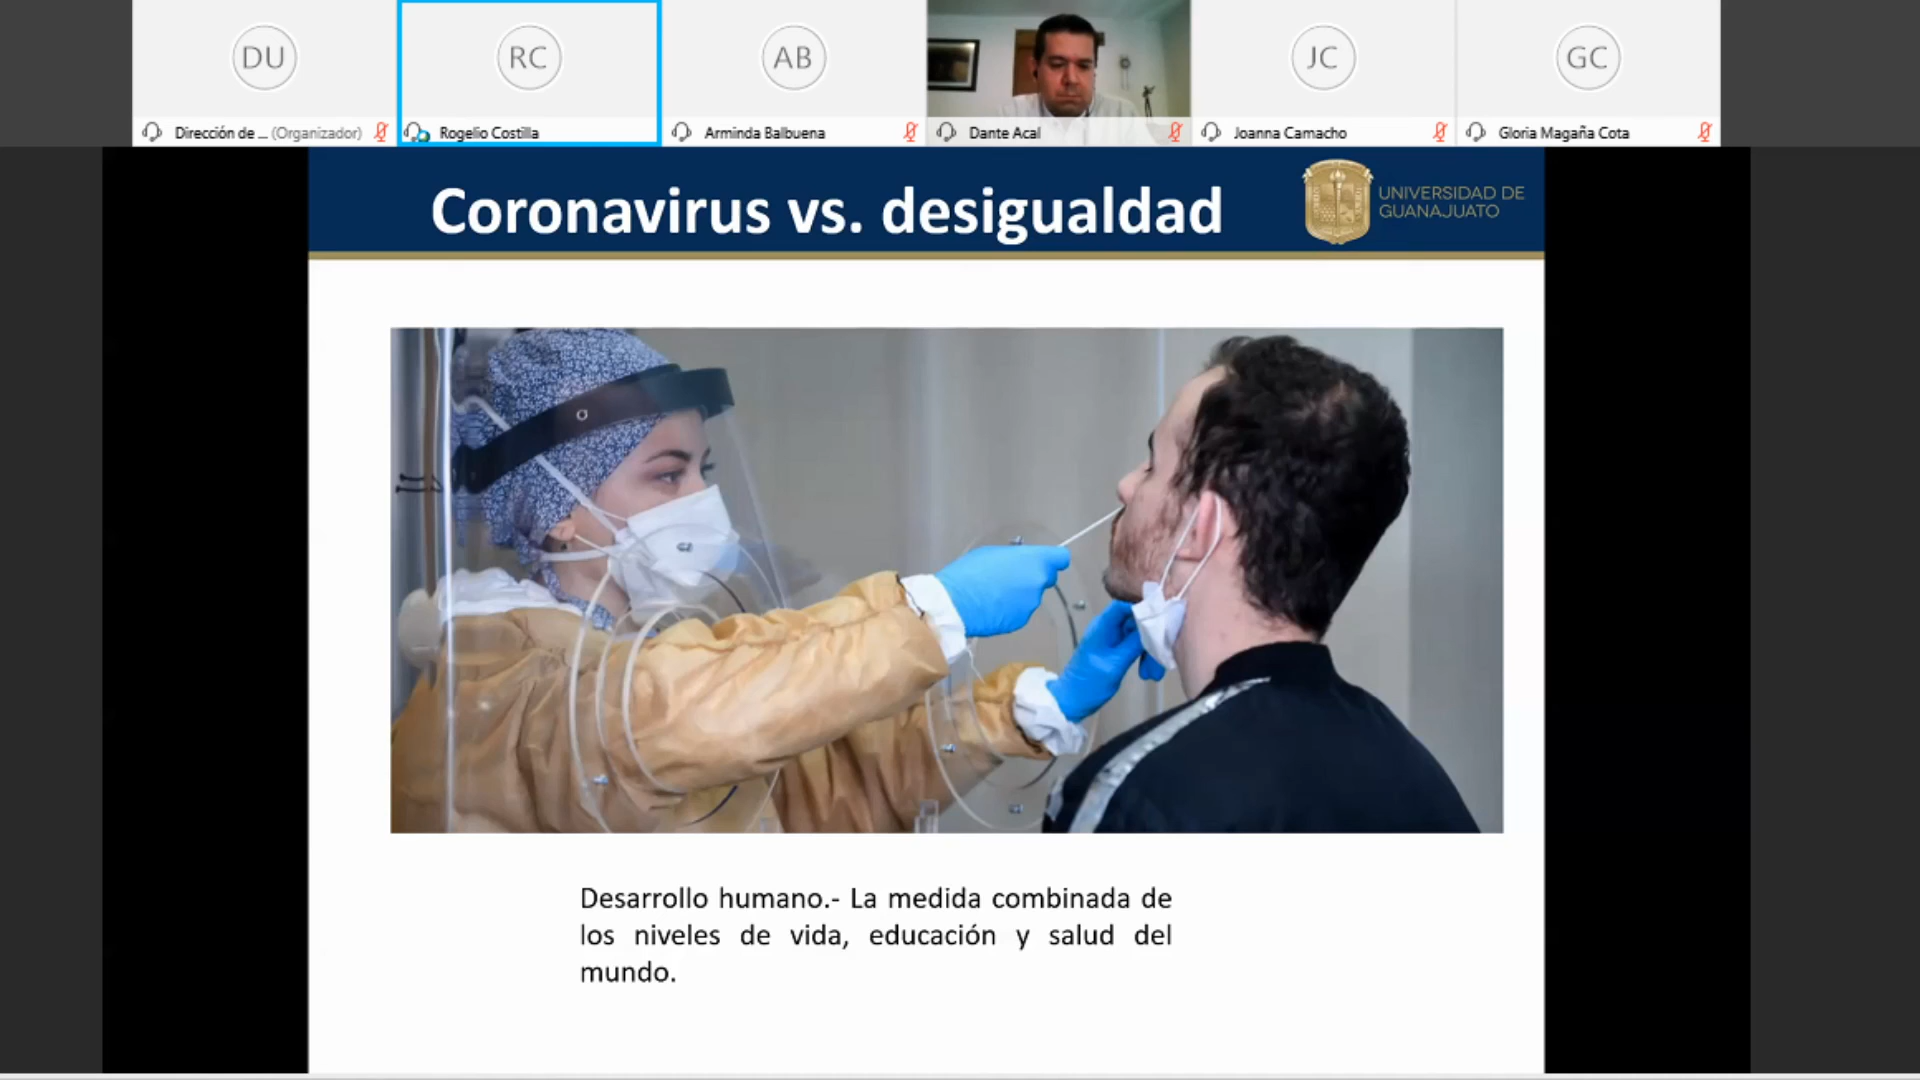 DU
RC
AB
JC
GC
Dirección de ... (Organizador)
Rogelio Costilla
Arminda Balbuena
Dante Acal
Joanna Camacho
Gloria Magaña Cota
Coronavirus vs. desigualdad
UNIVERSIDAD DE
GUANAJUATO
Desarrollo humano.- La medida combinada de
los niveles de vida, educación y salud del
mundo.